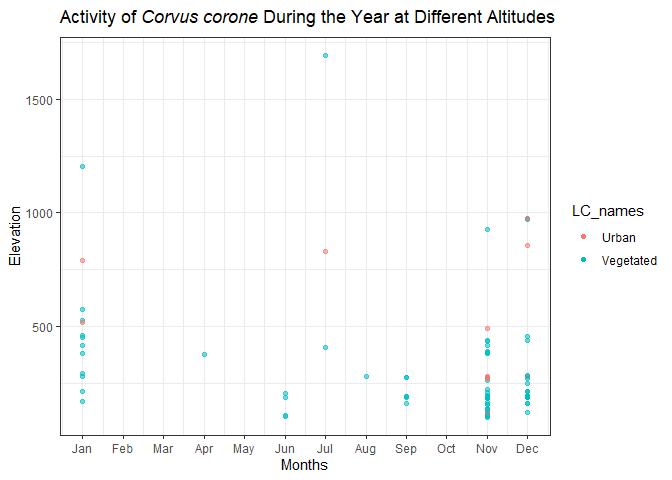 Activity of Corvus corone During the Year at Different Altitudes
1500
1000
500
Elevation
Jan Feb Mar Apr May Jun Jul Aug Sep Oct Nov Dec
Months
LC_names
Urban
Vegetated